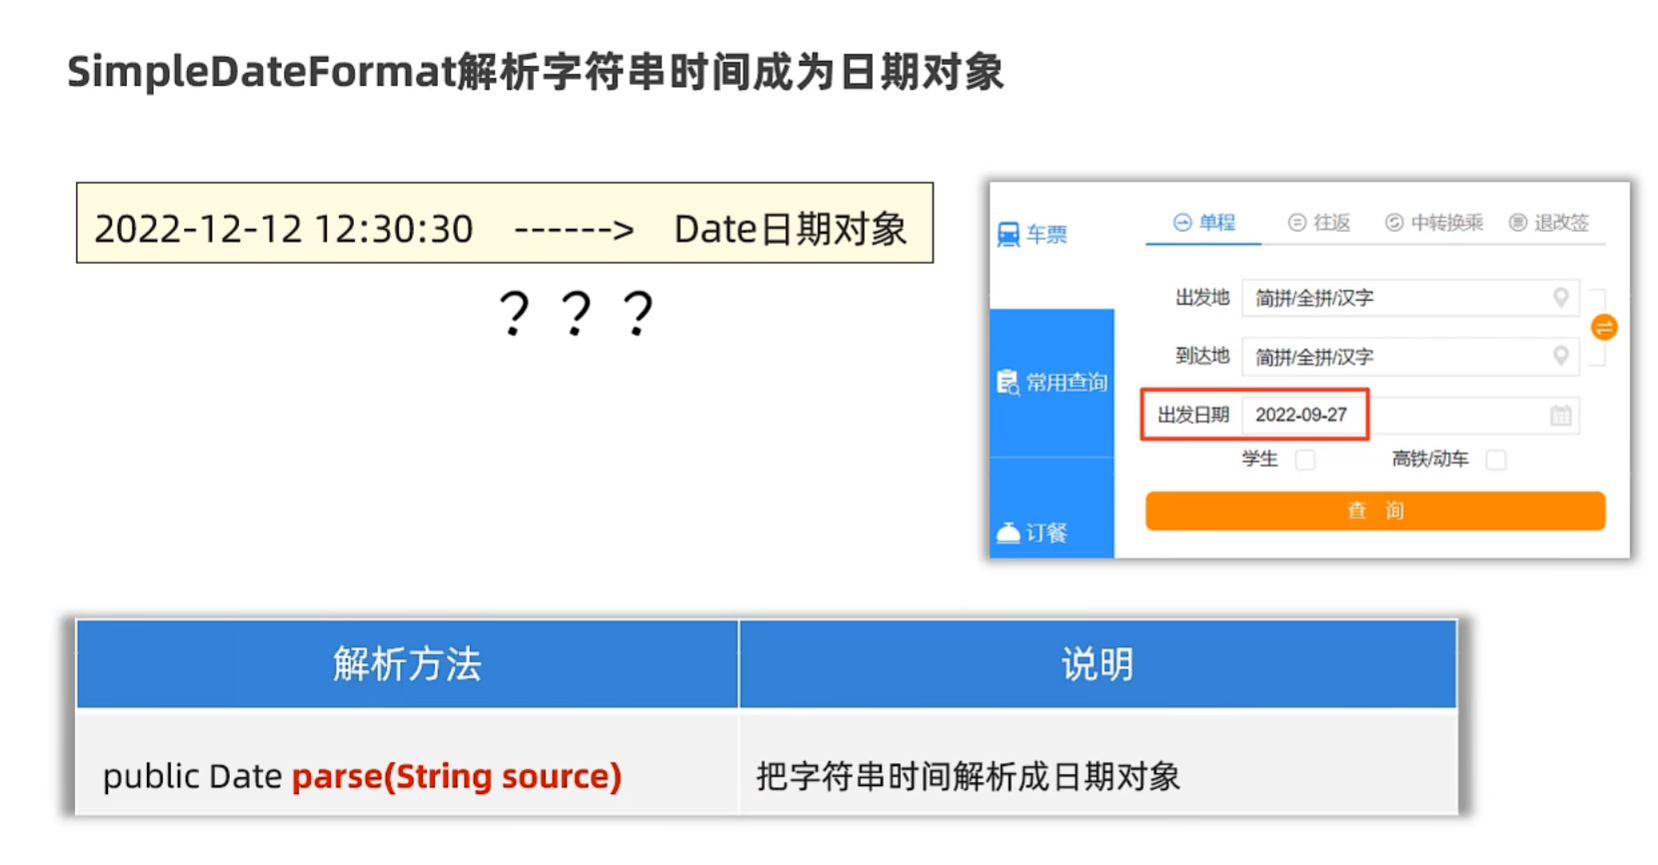 SimpleDateFormat解析字符串时间成为日期对象
2022-12-12 12:30:30 ------> Date日期对象
？？？
车票
单程 往返 中转换乘 退改签
出发地 简拼/全拼/汉字
到达地 简拼/全拼/汉字
常用查询
出发日期 2022-09-27
学生 高铁/动车
查 询
订餐
解析方法 说明
public Date parse(String source) 把字符串时间解析成日期对象